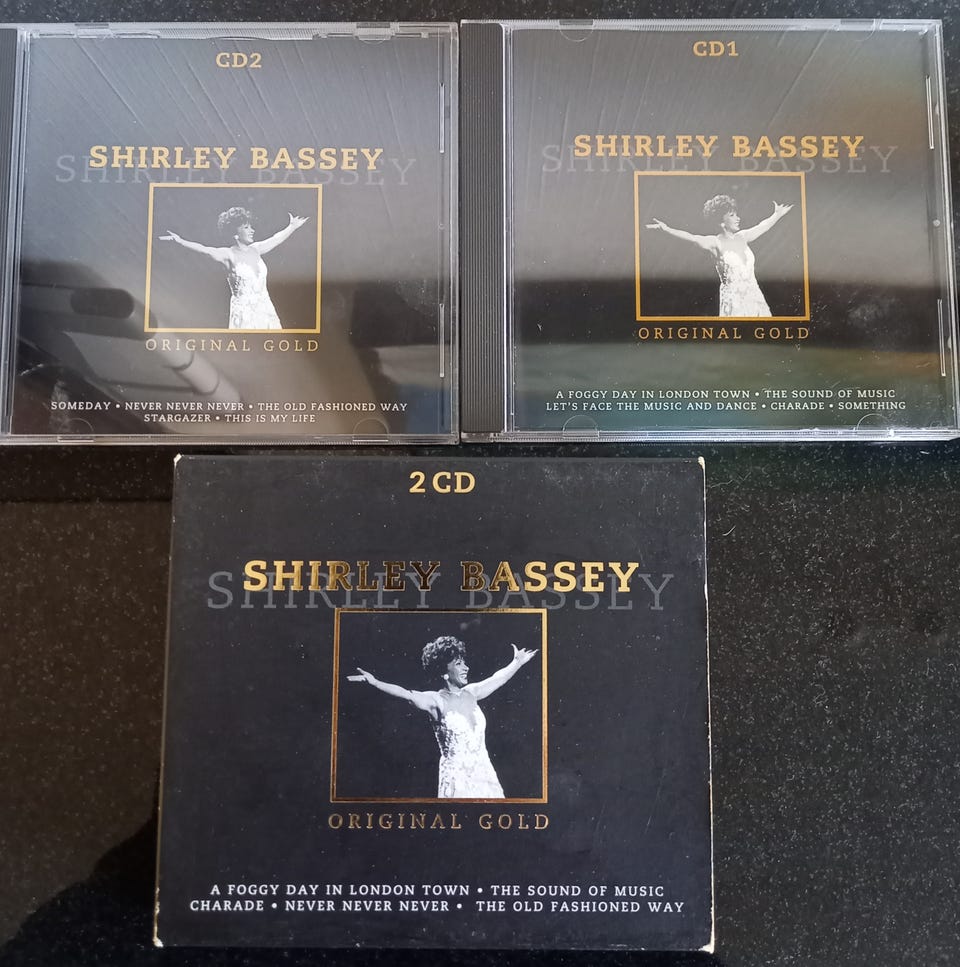 CD2
SHIRLEY BASSEY
SHIRLEY BASSEY
ORIGINAL GOLD
SOMEDAY • NEVER NEVER NEVER • THE OLD FASHIONED WAY
STARGAZER • THIS IS MY LIFE
CD1
SHIRLEY BASSEY
SHIRLEY BASSEY
ORIGINAL GOLD
A FOGGY DAY IN LONDON TOWN • THE SOUND OF MUSIC
LET'S FACE THE MUSIC AND DANCE • CHARADE • SOMETHING
2 CD
SHIRLEY BASSEY
SHIRLEY BASSEY
ORIGINAL GOLD
A FOGGY DAY IN LONDON TOWN • THE SOUND OF MUSIC
CHARADE • NEVER NEVER NEVER • THE OLD FASHIONED WAY